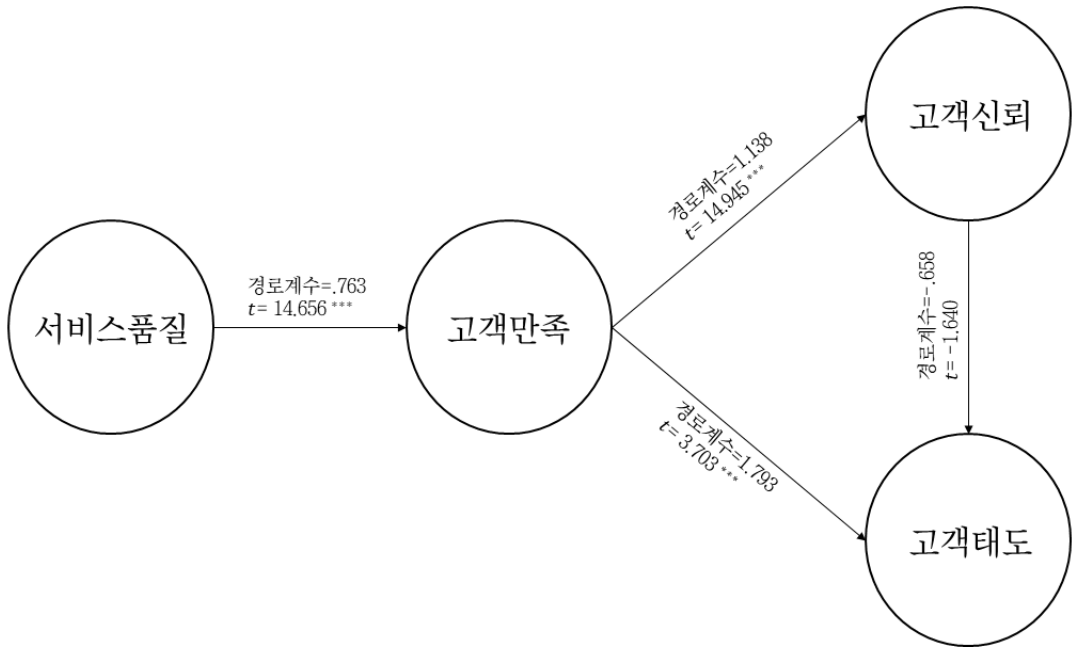 고객신뢰
경로계수=1.138
t= 14.945 ***
경로계수=.763
t= 14.656 ***
서비스품질
고객만족
경로계수=-.658
t= -1.640
경로계수=1.793
t= 3.703 ***
고객태도